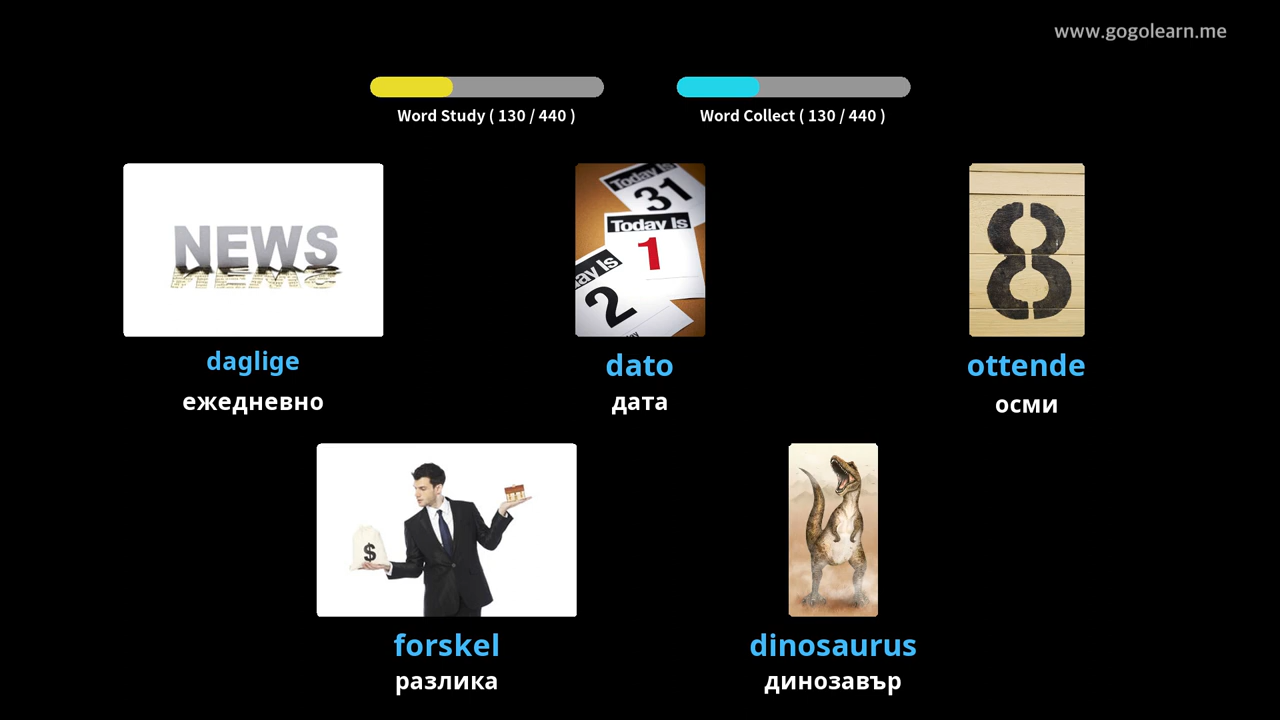 www.gogolearn.me
Word Study ( 130 / 440 )
Word Collect ( 130 / 440 )
NEWS
Today Is
31
Today Is
1
ay Is
2
8
daglige
dato
ottende
ежедневно
дата
осми
$
forskel
dinosaurus
разлика
динозавър